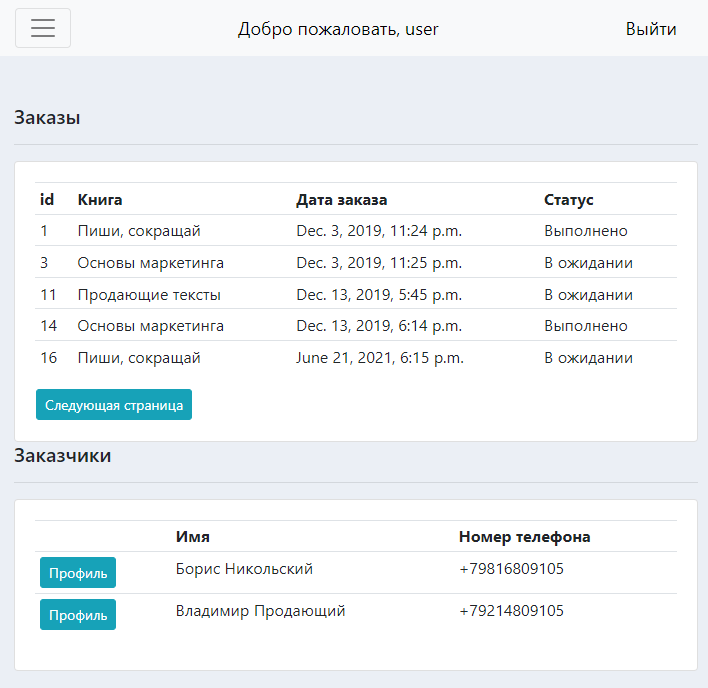 Добро пожаловать, user Выйти
Заказы
id Книга Дата заказа Статус
1 Пиши, сокращай Dec. 3, 2019, 11:24 p.m. Выполнено
3 Основы маркетинга Dec. 3, 2019, 11:25 p.m. В ожидании
11 Продающие тексты Dec. 13, 2019, 5:45 p.m. В ожидании
14 Основы маркетинга Dec. 13, 2019, 6:14 p.m. Выполнено
16 Пиши, сокращай June 21, 2021, 6:15 p.m. В ожидании
Следующая страница
Заказчики
Имя Номер телефона
Профиль Борис Никольский +79816809105
Профиль Владимир Продающий +79214809105